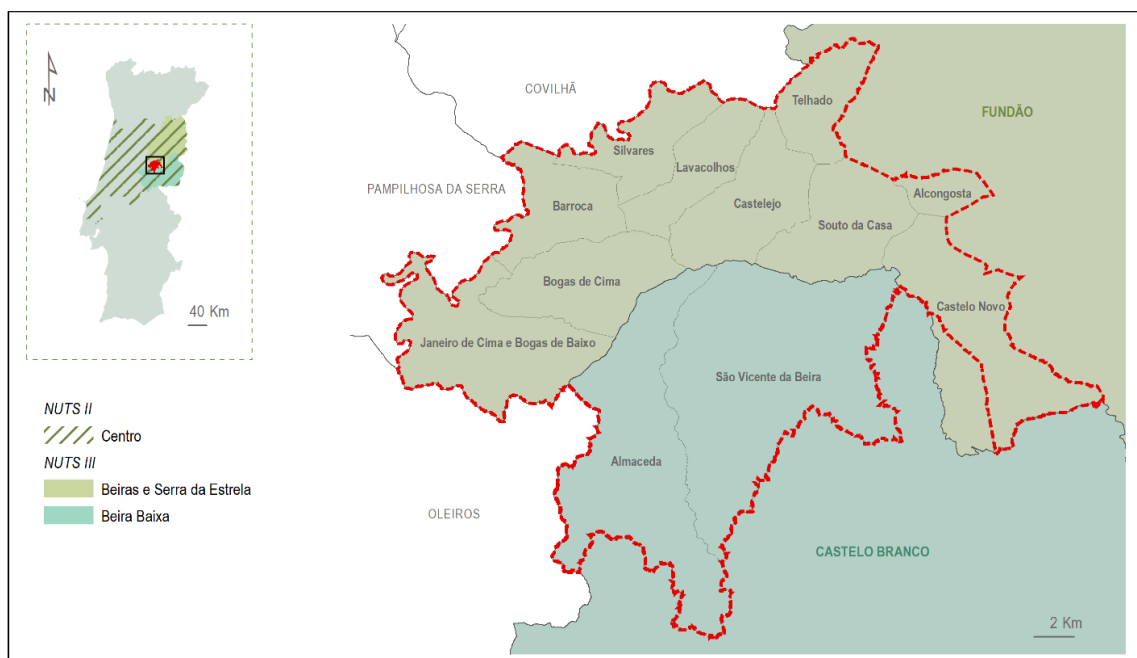 N
40 Km
NUTS II
Centro
NUTS III
Beiras e Serra da Estrela
Beira Baixa
COVILHÃ
Telhado
FUNDÃO
Silvares
Lavacolhos
PAMPILHOSA DA SERRA
Alcongosta
Barroca
Castelejo
Souto da Casa
Bogas de Cima
Castelo Novo
Janeiro de Cima e Bogas de Baixo
São Vicente da Beira
Almaceda
OLEIROS
CASTELO BRANCO
2 Km